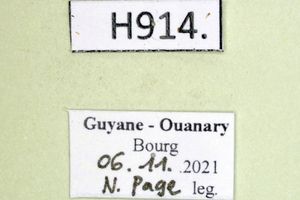 H914.
Guyane - Ouanary
Bourg
06. 11. .2021
N. Page leg.